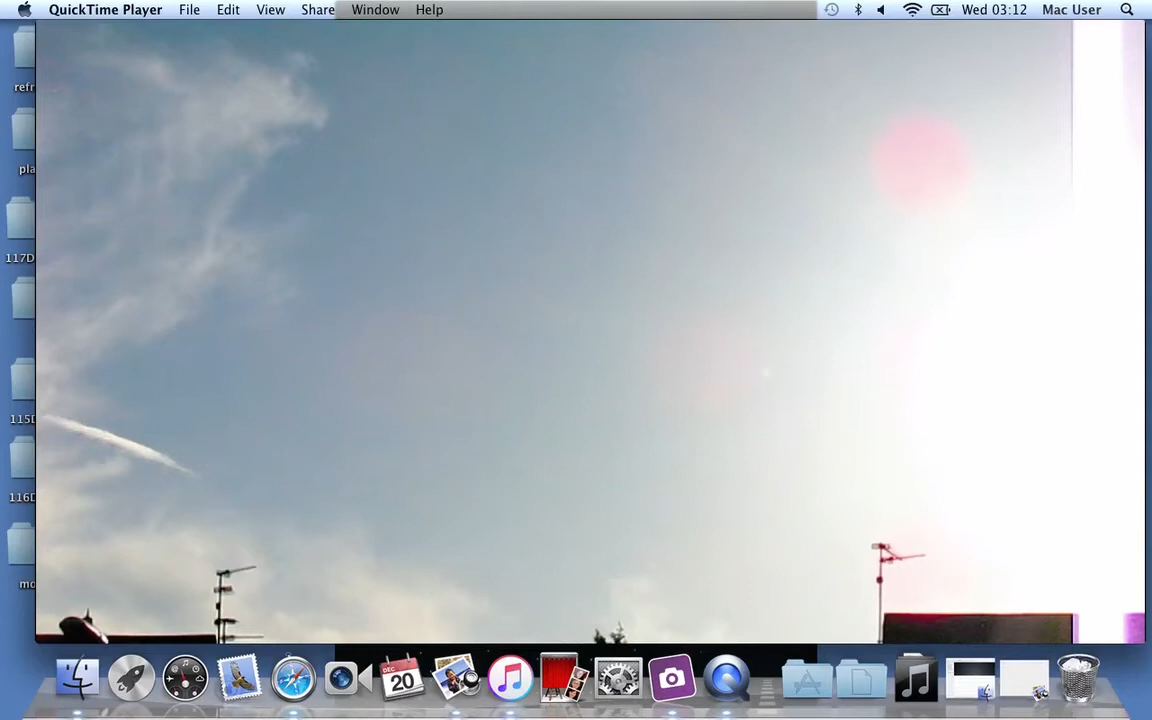 QuickTime Player File Edit View Share Window Help Wed 03:12 Mac User
refr
pla
117D
115D
116D
mo
DEC
20